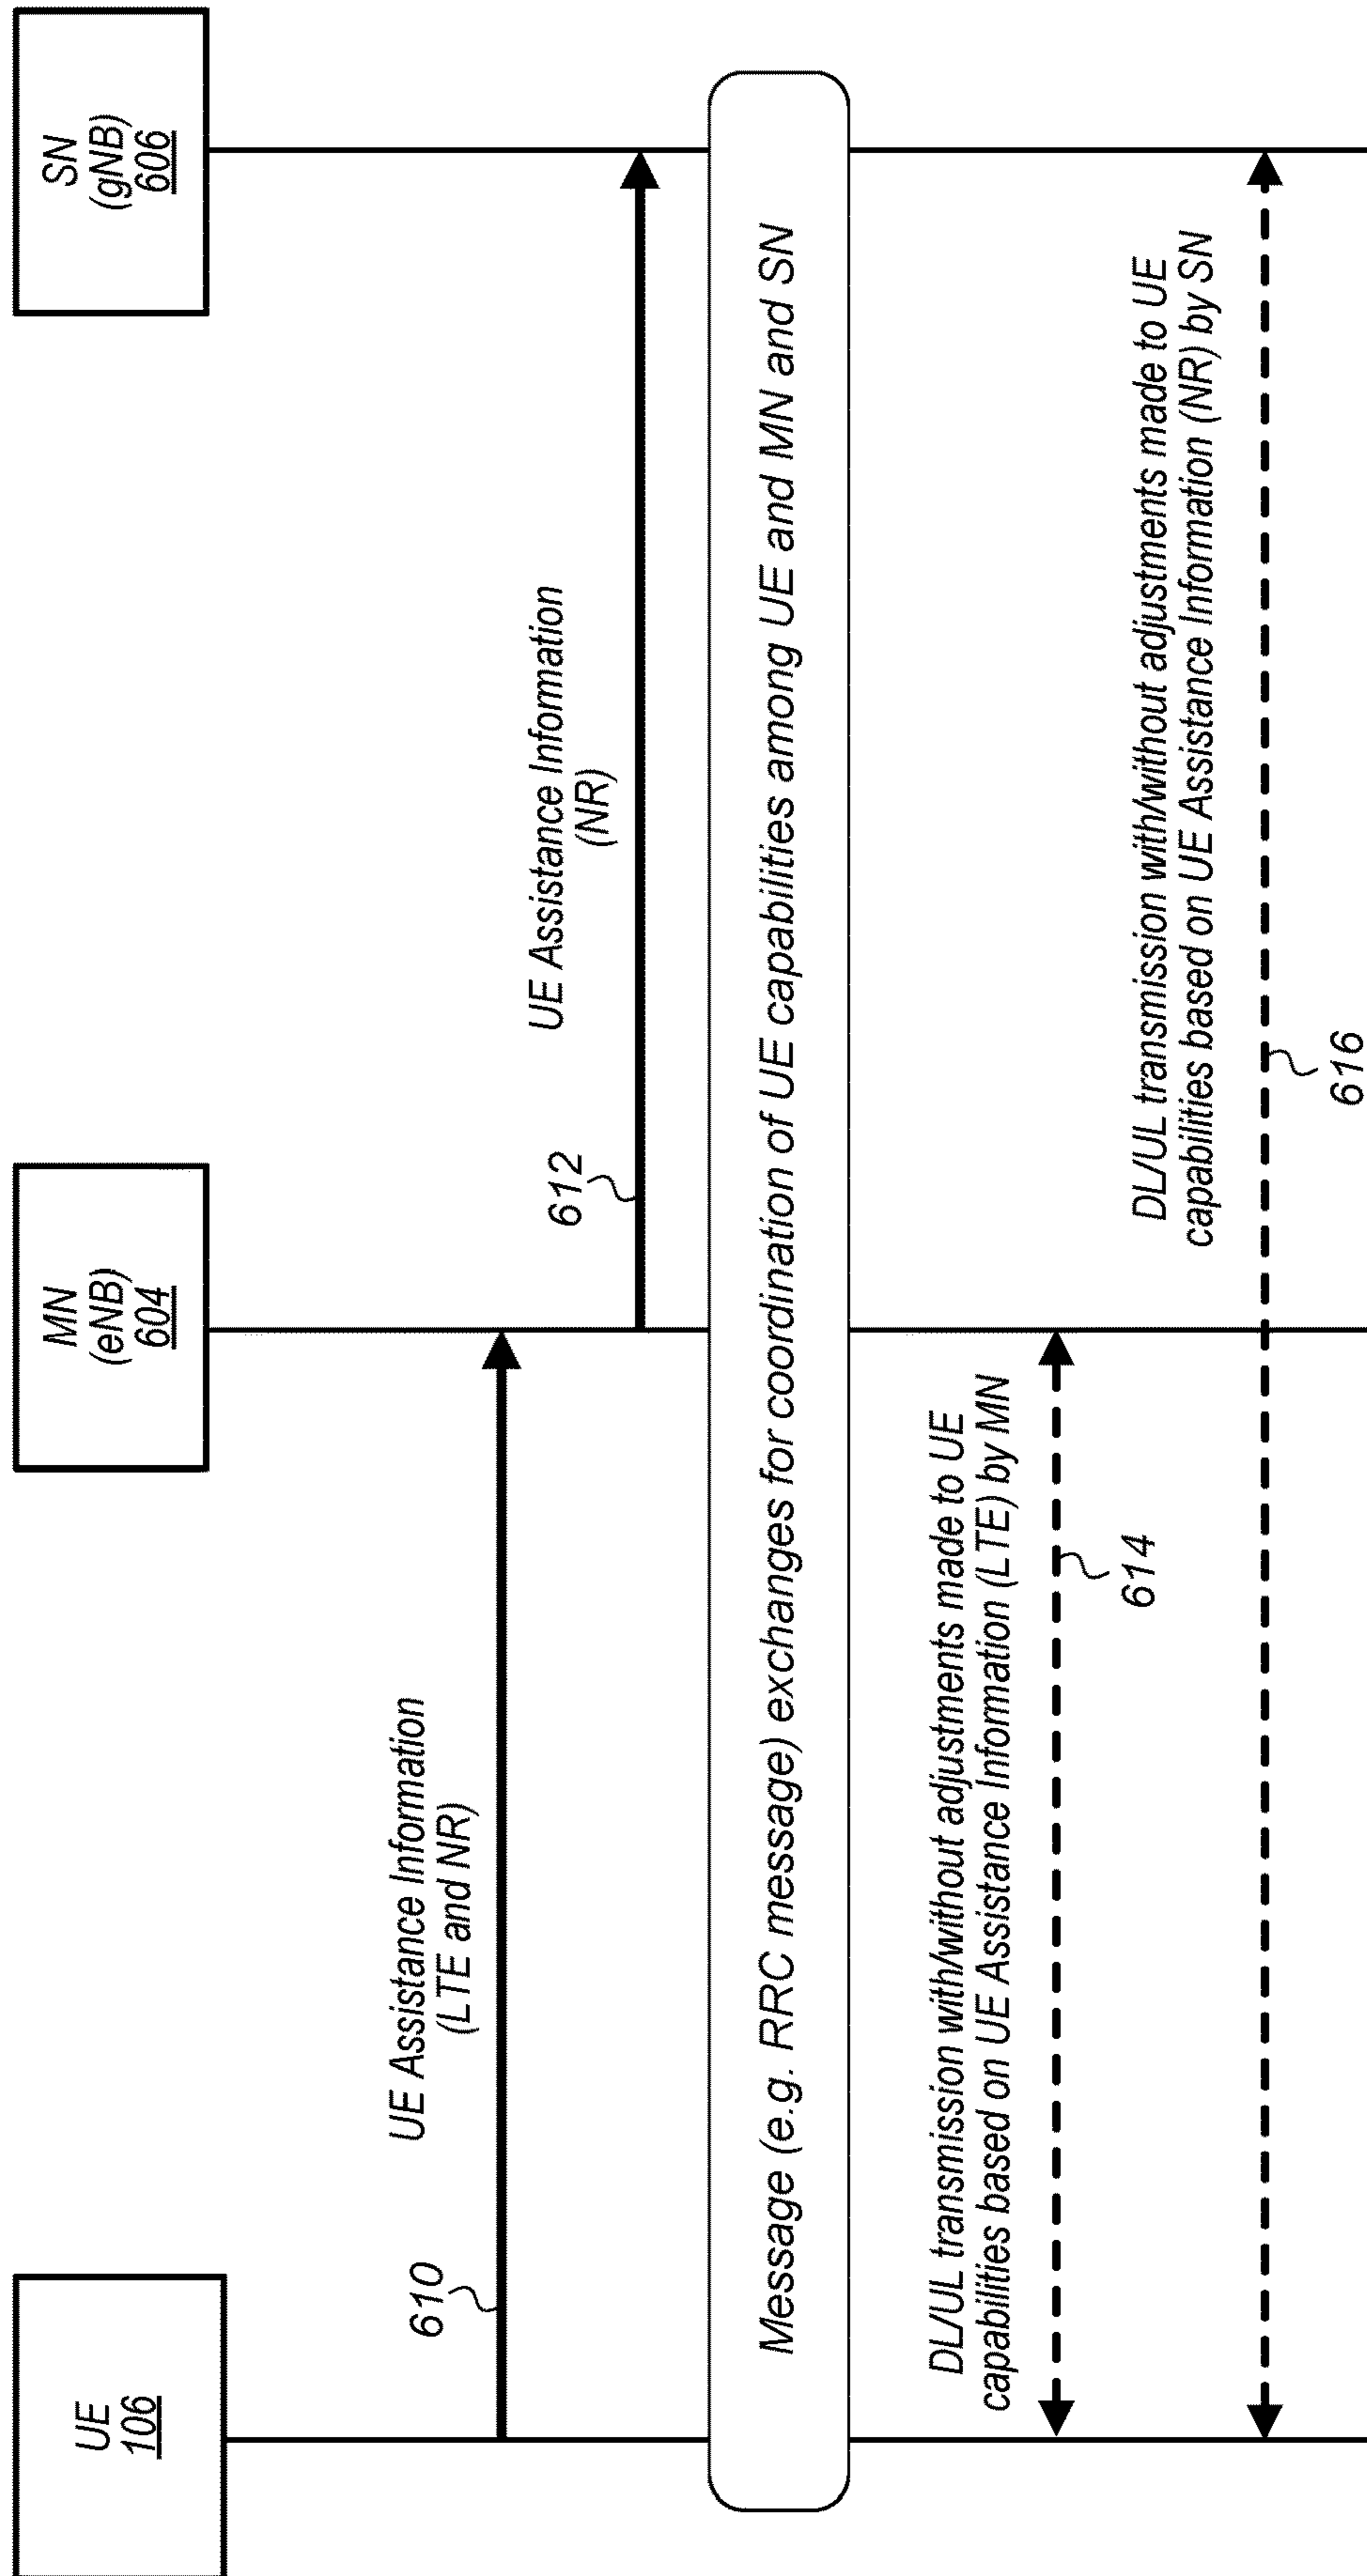 UE
106
MN
(eNB)
604
SN
(gNB)
606
UE Assistance Information
(LTE and NR)
610
UE Assistance Information
(NR)
612
Message (e.g. RRC message) exchanges for coordination of UE capabilities among UE and MN and SN
DL/UL transmission with/without adjustments made to UE
capabilities based on UE Assistance Information (LTE) by MN
614
DL/UL transmission with/without adjustments made to UE
capabilities based on UE Assistance Information (NR) by SN
616